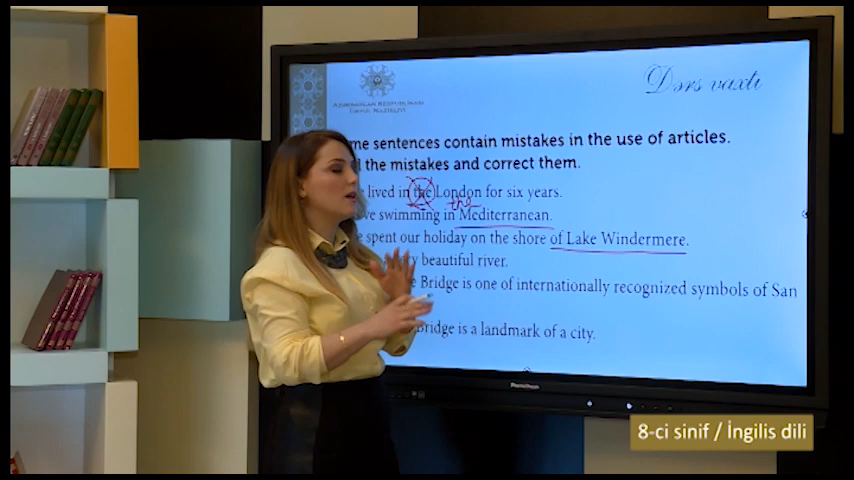 Dərs vaxtı
AZƏRBAYCAN RESPUBLİKASI
TƏHSİL NAZİRLİYİ
me sentences contain mistakes in the use of articles.
the mistakes and correct them.
lived in the London for six years.
the
ve swimming in Mediterranean.
spent our holiday on the shore of Lake Windermere.
y beautiful river.
Bridge is one of internationally recognized symbols of San
Bridge is a landmark of a city.
Promethean
8-ci sinif / İngilis dili